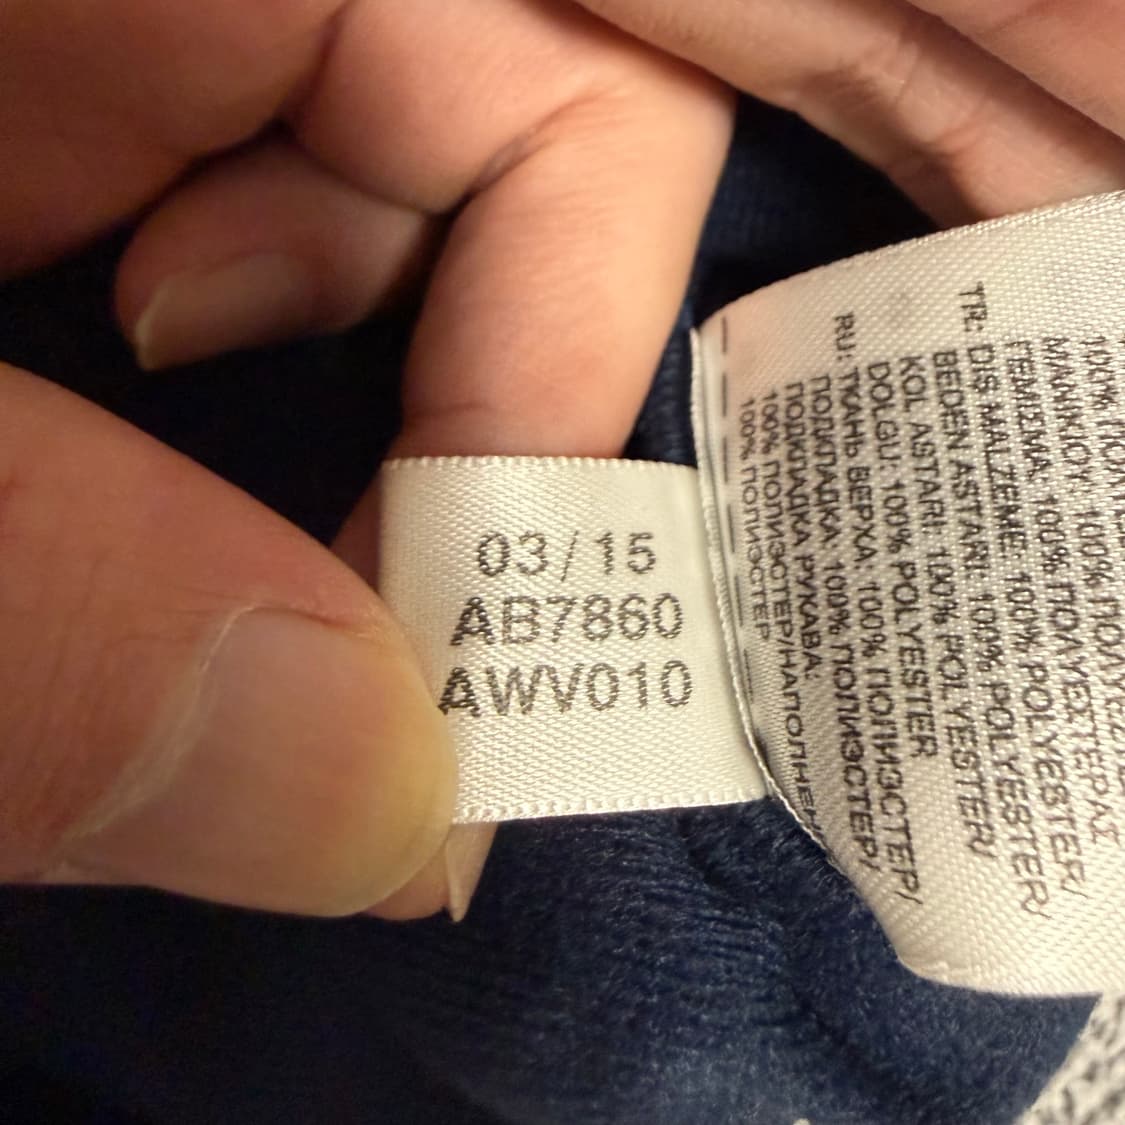 03/15
AB7860
AWV010
TR: DIŞ MALZEME: 100% POLYESTER/
BEDEN ASTARI: 100% POLYESTER/
KOL ASTARI: 100% POLYESTER/
DOLGU: 100% POLYESTER
RU: ТКАНЬ ВЕРХА: 100% ПОЛИЭСТЕР/
ПОДКЛАДКА: 100% ПОЛИЭСТЕР/
ПОДКЛАДКА РУКАВА:
100% ПОЛИЭСТЕР/
100% ПОЛИЭСТЕР